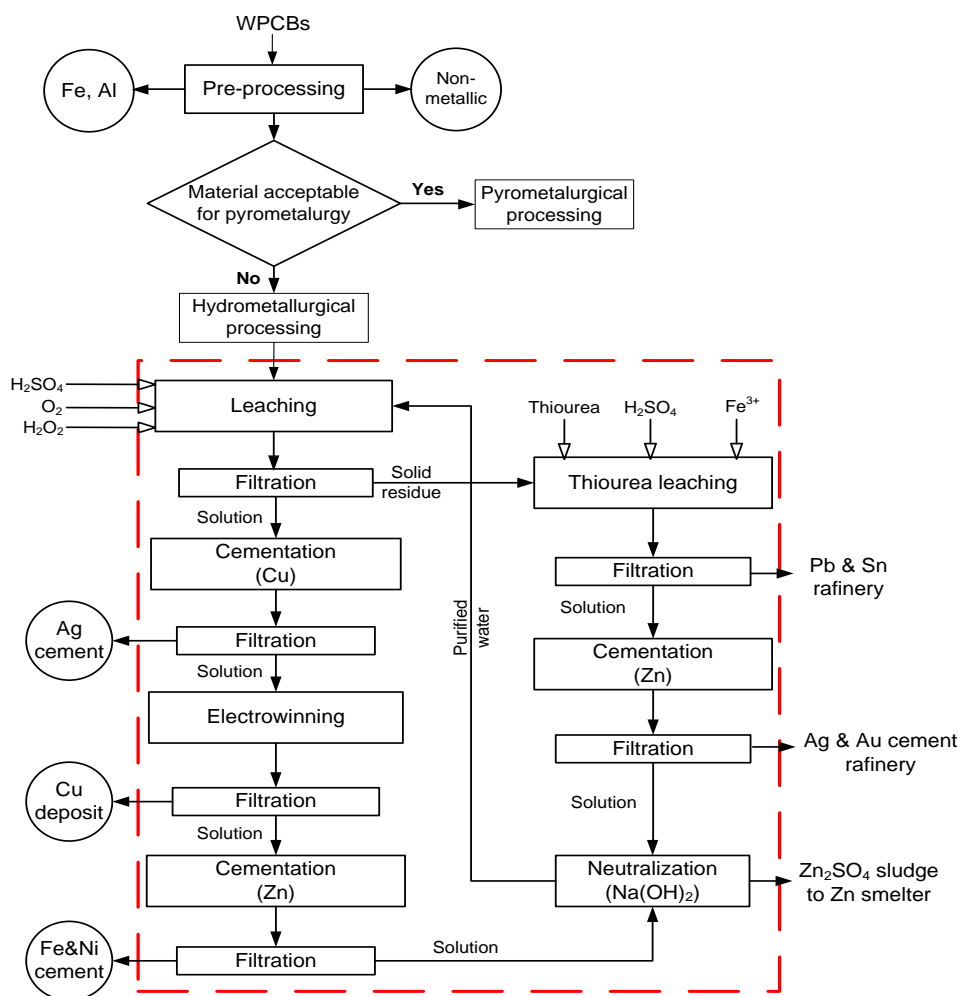 WPCBs
Fe, Al
Pre-processing
Non-
metallic
Material acceptable
for pyrometalurgy
Yes
Pyrometalurgical
processing
No
Hydrometallurgical
processing
H₂SO₄
O₂
H₂O₂
Leaching
Thiourea
H₂SO₄
Fe³⁺
Filtration
Solid
residue
Thiourea leaching
Solution
Cementation
(Cu)
Filtration
Pb & Sn
rafinery
Solution
Ag
cement
Filtration
Purified
water
Cementation
(Zn)
Solution
Electrowinning
Filtration
Ag & Au cement
rafinery
Cu
deposit
Filtration
Solution
Solution
Cementation
(Zn)
Neutralization
(Na(OH)₂)
Zn₂SO₄ sludge
to Zn smelter
Fe&Ni
cement
Filtration
Solution